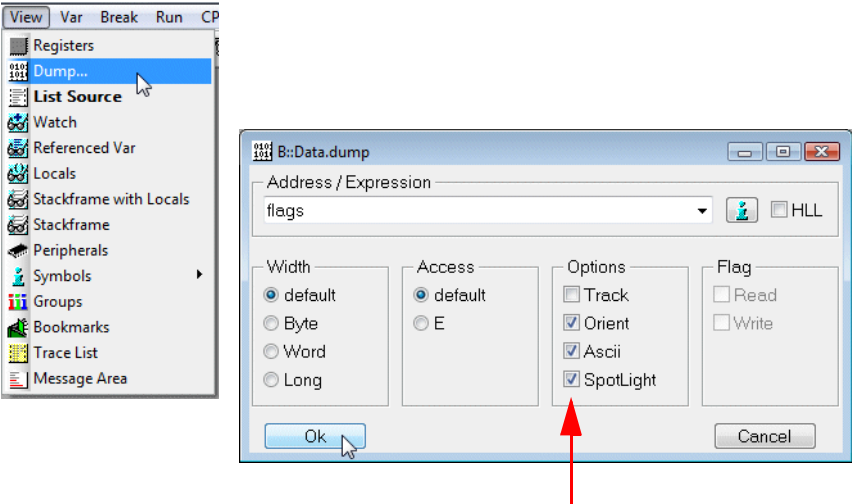 View Var Break Run CP
Registers
Dump...
List Source
Watch
Referenced Var
Locals
Stackframe with Locals
Stackframe
Peripherals
Symbols
Groups
Bookmarks
Trace List
Message Area
B::Data.dump
Address / Expression
flags
HLL
Width
default
Byte
Word
Long
Access
default
E
Options
Track
Orient
Ascii
SpotLight
Flag
Read
Write
Ok
Cancel